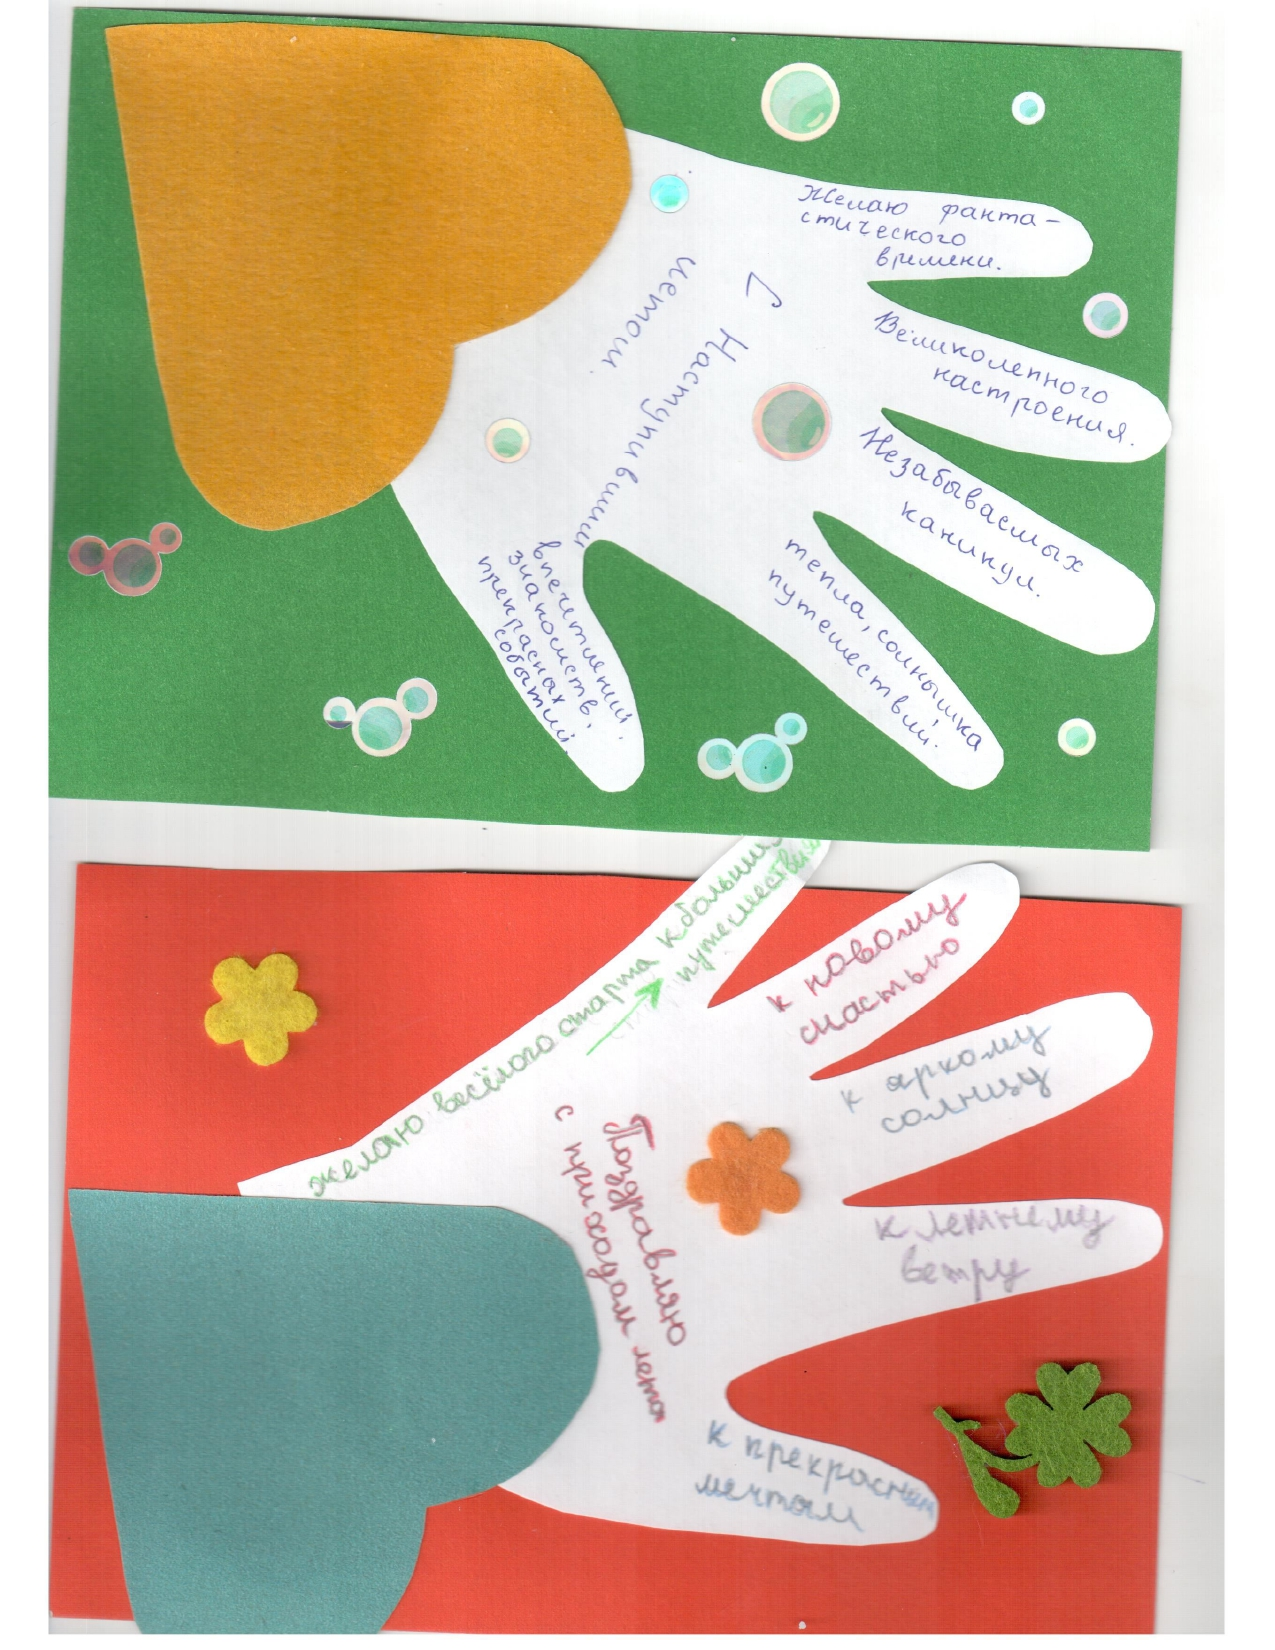 С Наступившим
летом
Желаю фанта-
стического
времени.
Великолепного
настроения.
Незабываемых
каникул.
тепла, солнышка
путешествий.
впечатлений,
знакомств,
прекрасных
событий
Поздравляю
с приходом лета
желаю весёлого старта к большим
путешествиям
к новому
счастью
к яркому
солнцу
к летнему
ветру
к прекрасным
мечтам